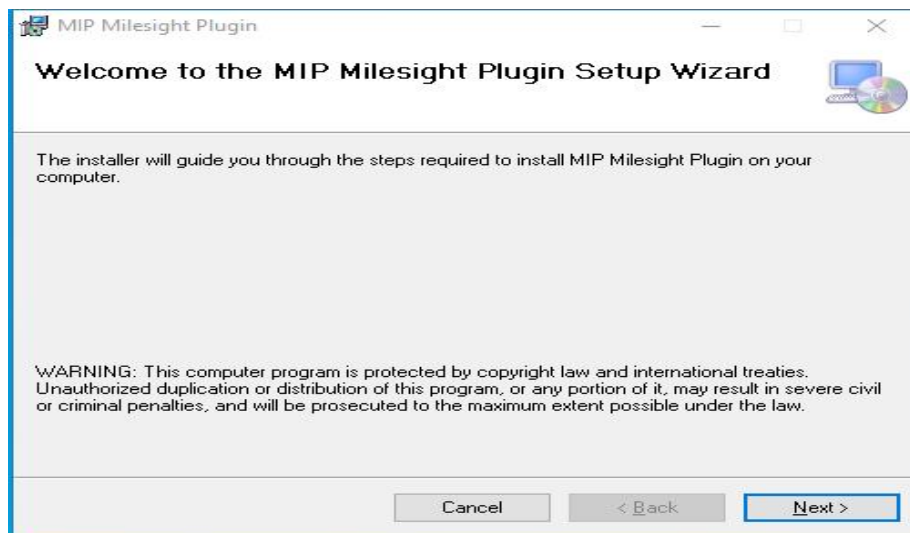 MIP Milesight Plugin
Welcome to the MIP Milesight Plugin Setup Wizard
The installer will guide you through the steps required to install MIP Milesight Plugin on your
computer.
WARNING: This computer program is protected by copyright law and international treaties.
Unauthorized duplication or distribution of this program, or any portion of it, may result in severe civil
or criminal penalties, and will be prosecuted to the maximum extent possible under the law.
Cancel
< Back
Next >